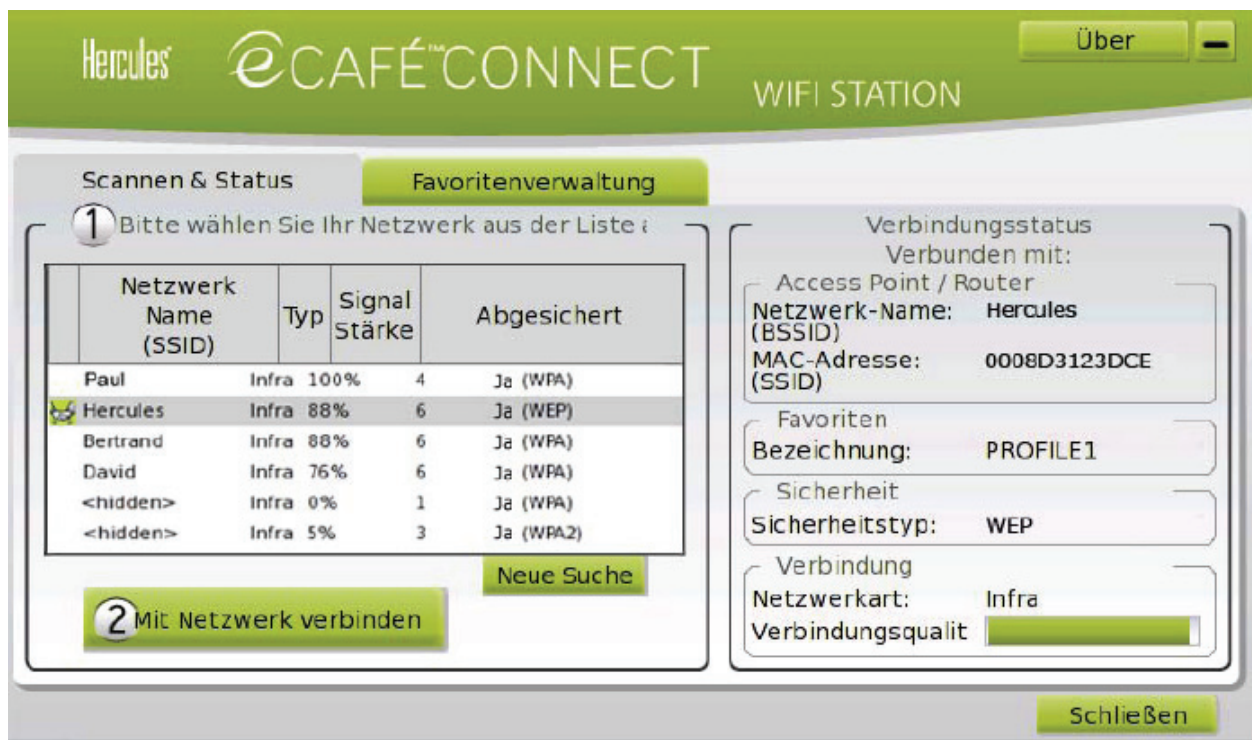 Hercules eCAFÉ™CONNECT WIFI STATION
Über
Scannen & Status
Favoritenverwaltung
1 Bitte wählen Sie Ihr Netzwerk aus der Liste
Netzwerk Name (SSID) Typ Signal Stärke Abgesichert
Paul Infra 100% 4 Ja (WPA)
Hercules Infra 88% 6 Ja (WEP)
Bertrand Infra 88% 6 Ja (WPA)
David Infra 76% 6 Ja (WPA)
<hidden> Infra 0% 1 Ja (WPA)
<hidden> Infra 5% 3 Ja (WPA2)
Neue Suche
2 Mit Netzwerk verbinden
Verbindungsstatus
Verbunden mit:
Access Point / Router
Netzwerk-Name: Hercules
(BSSID)
MAC-Adresse: 0008D3123DCE
(SSID)
Favoriten
Bezeichnung: PROFILE1
Sicherheit
Sicherheitstyp: WEP
Verbindung
Netzwerkart: Infra
Verbindungsqualit
Schließen